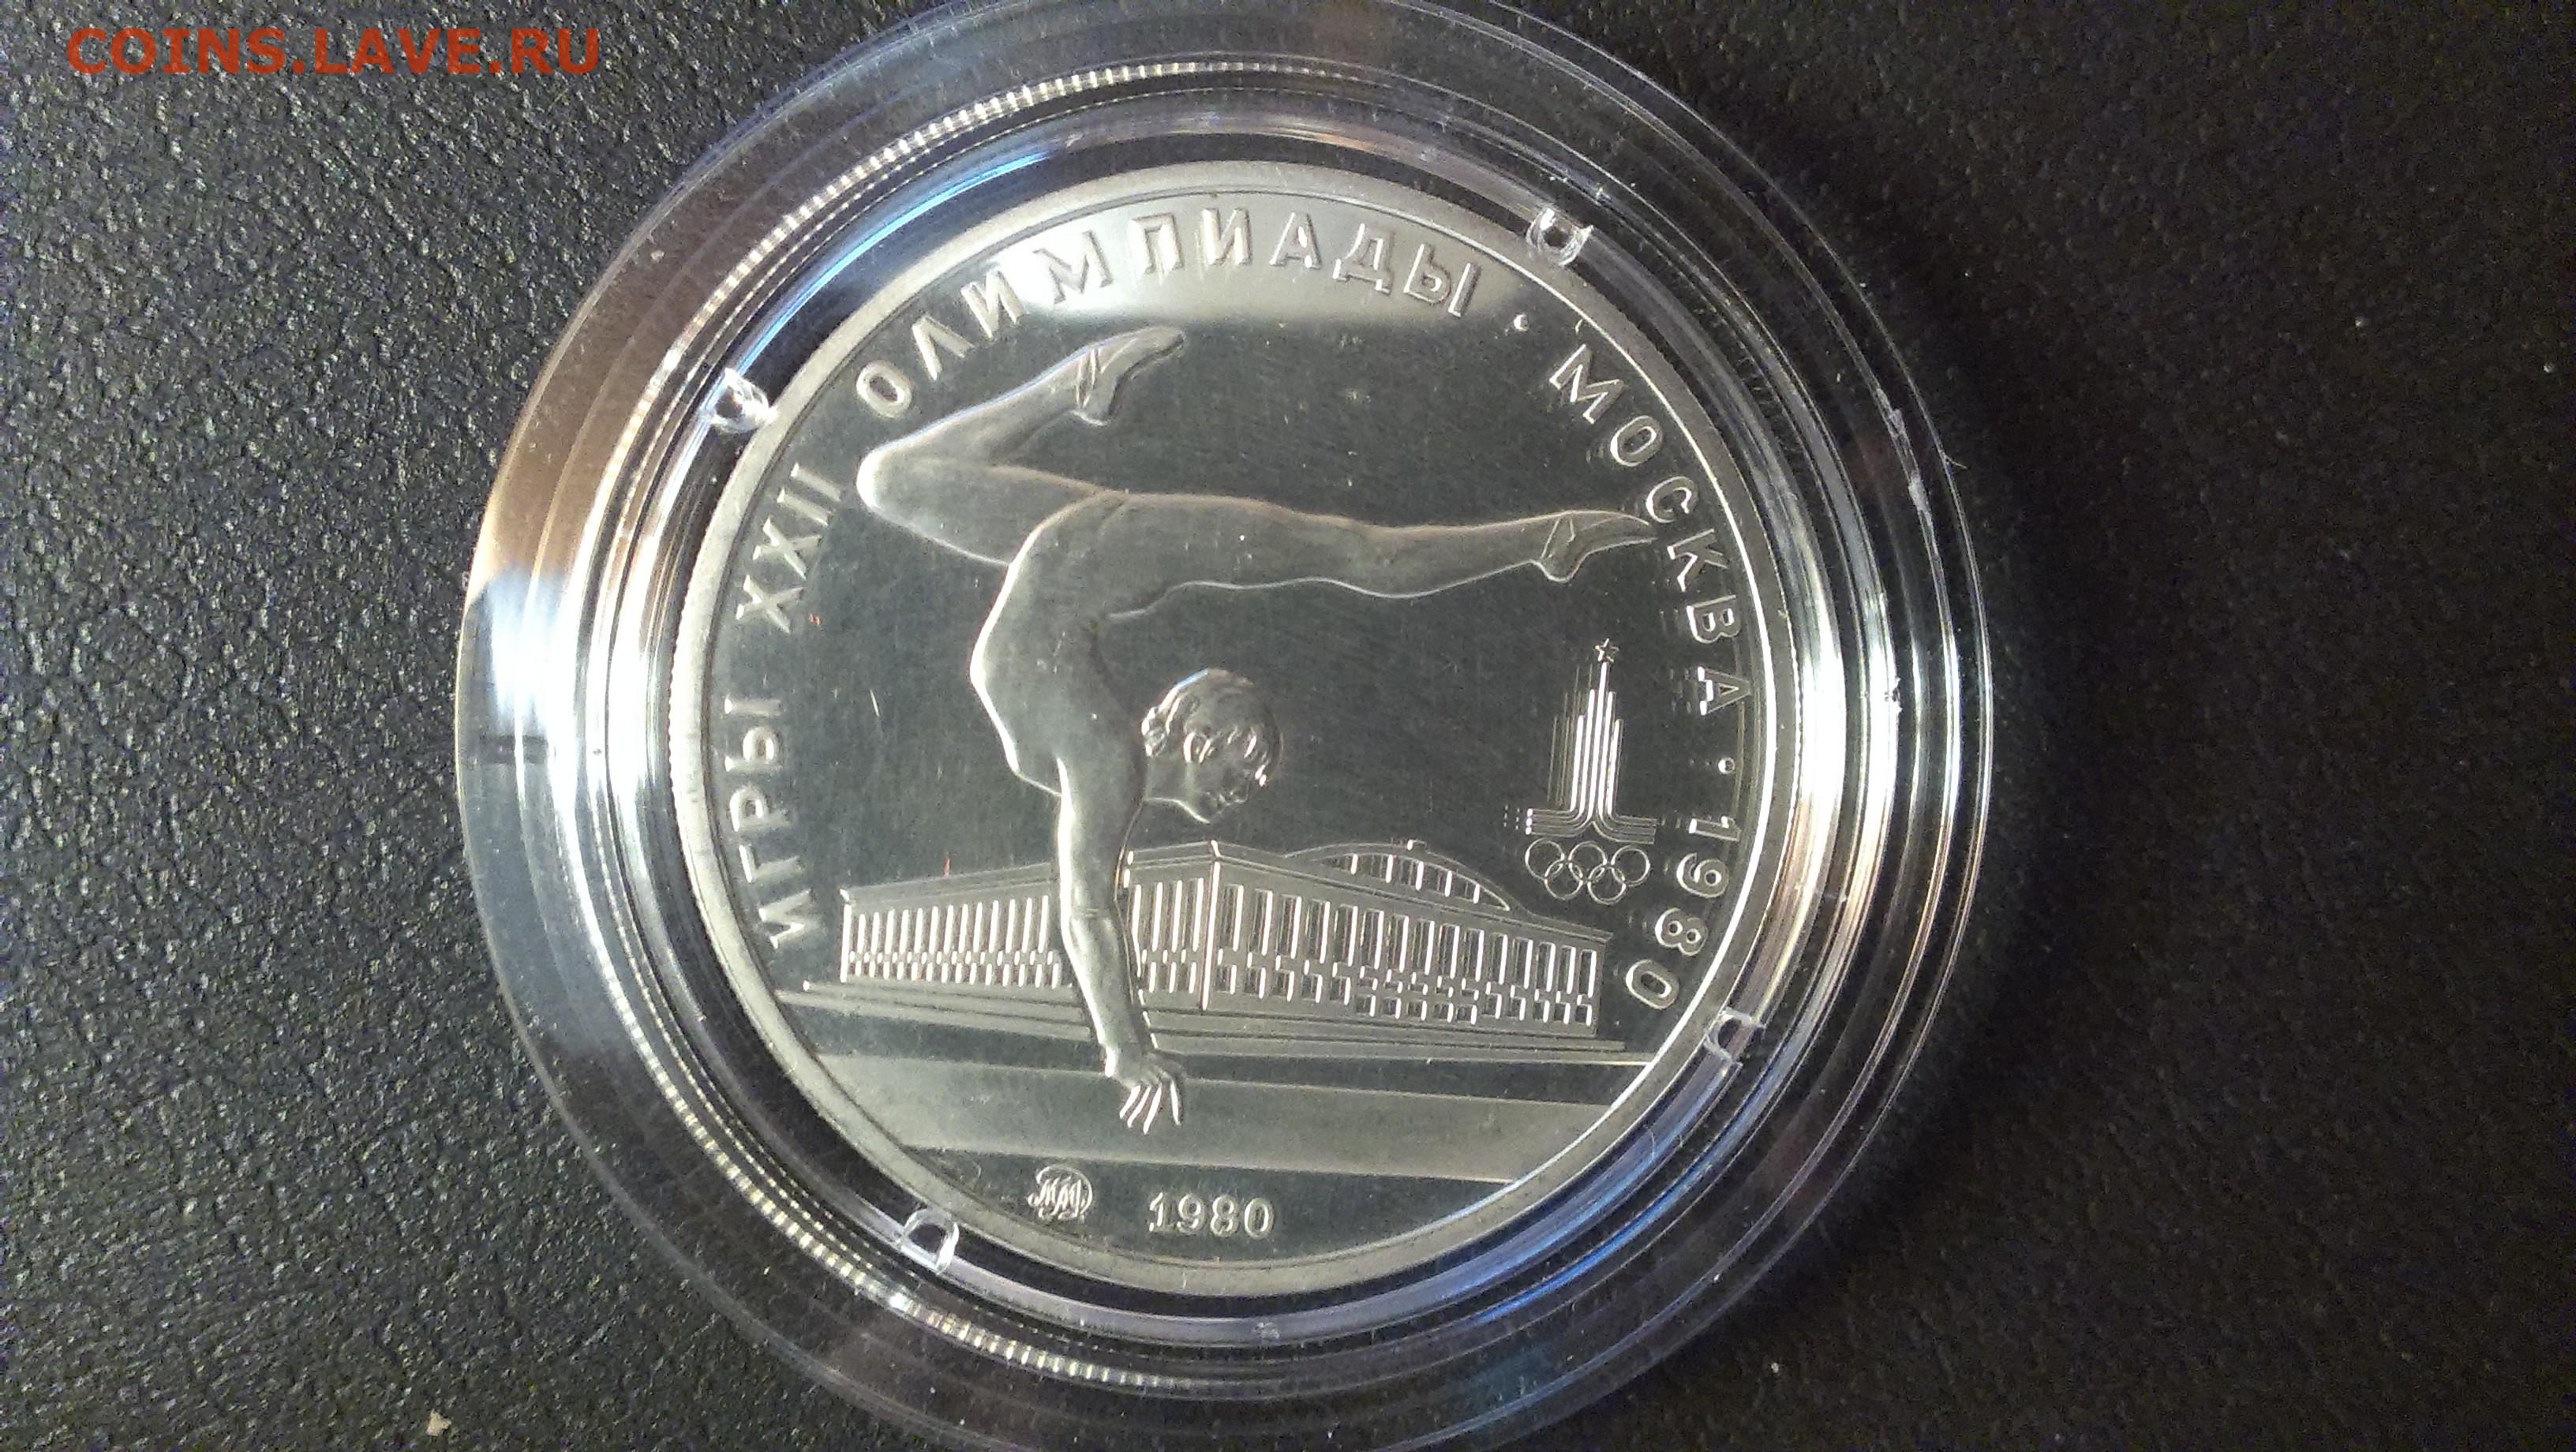 COINS.LAVE.RU
ИГРЫ XXII ОЛИМПИАДЫ · МОСКВА · 1980
ММД 1980